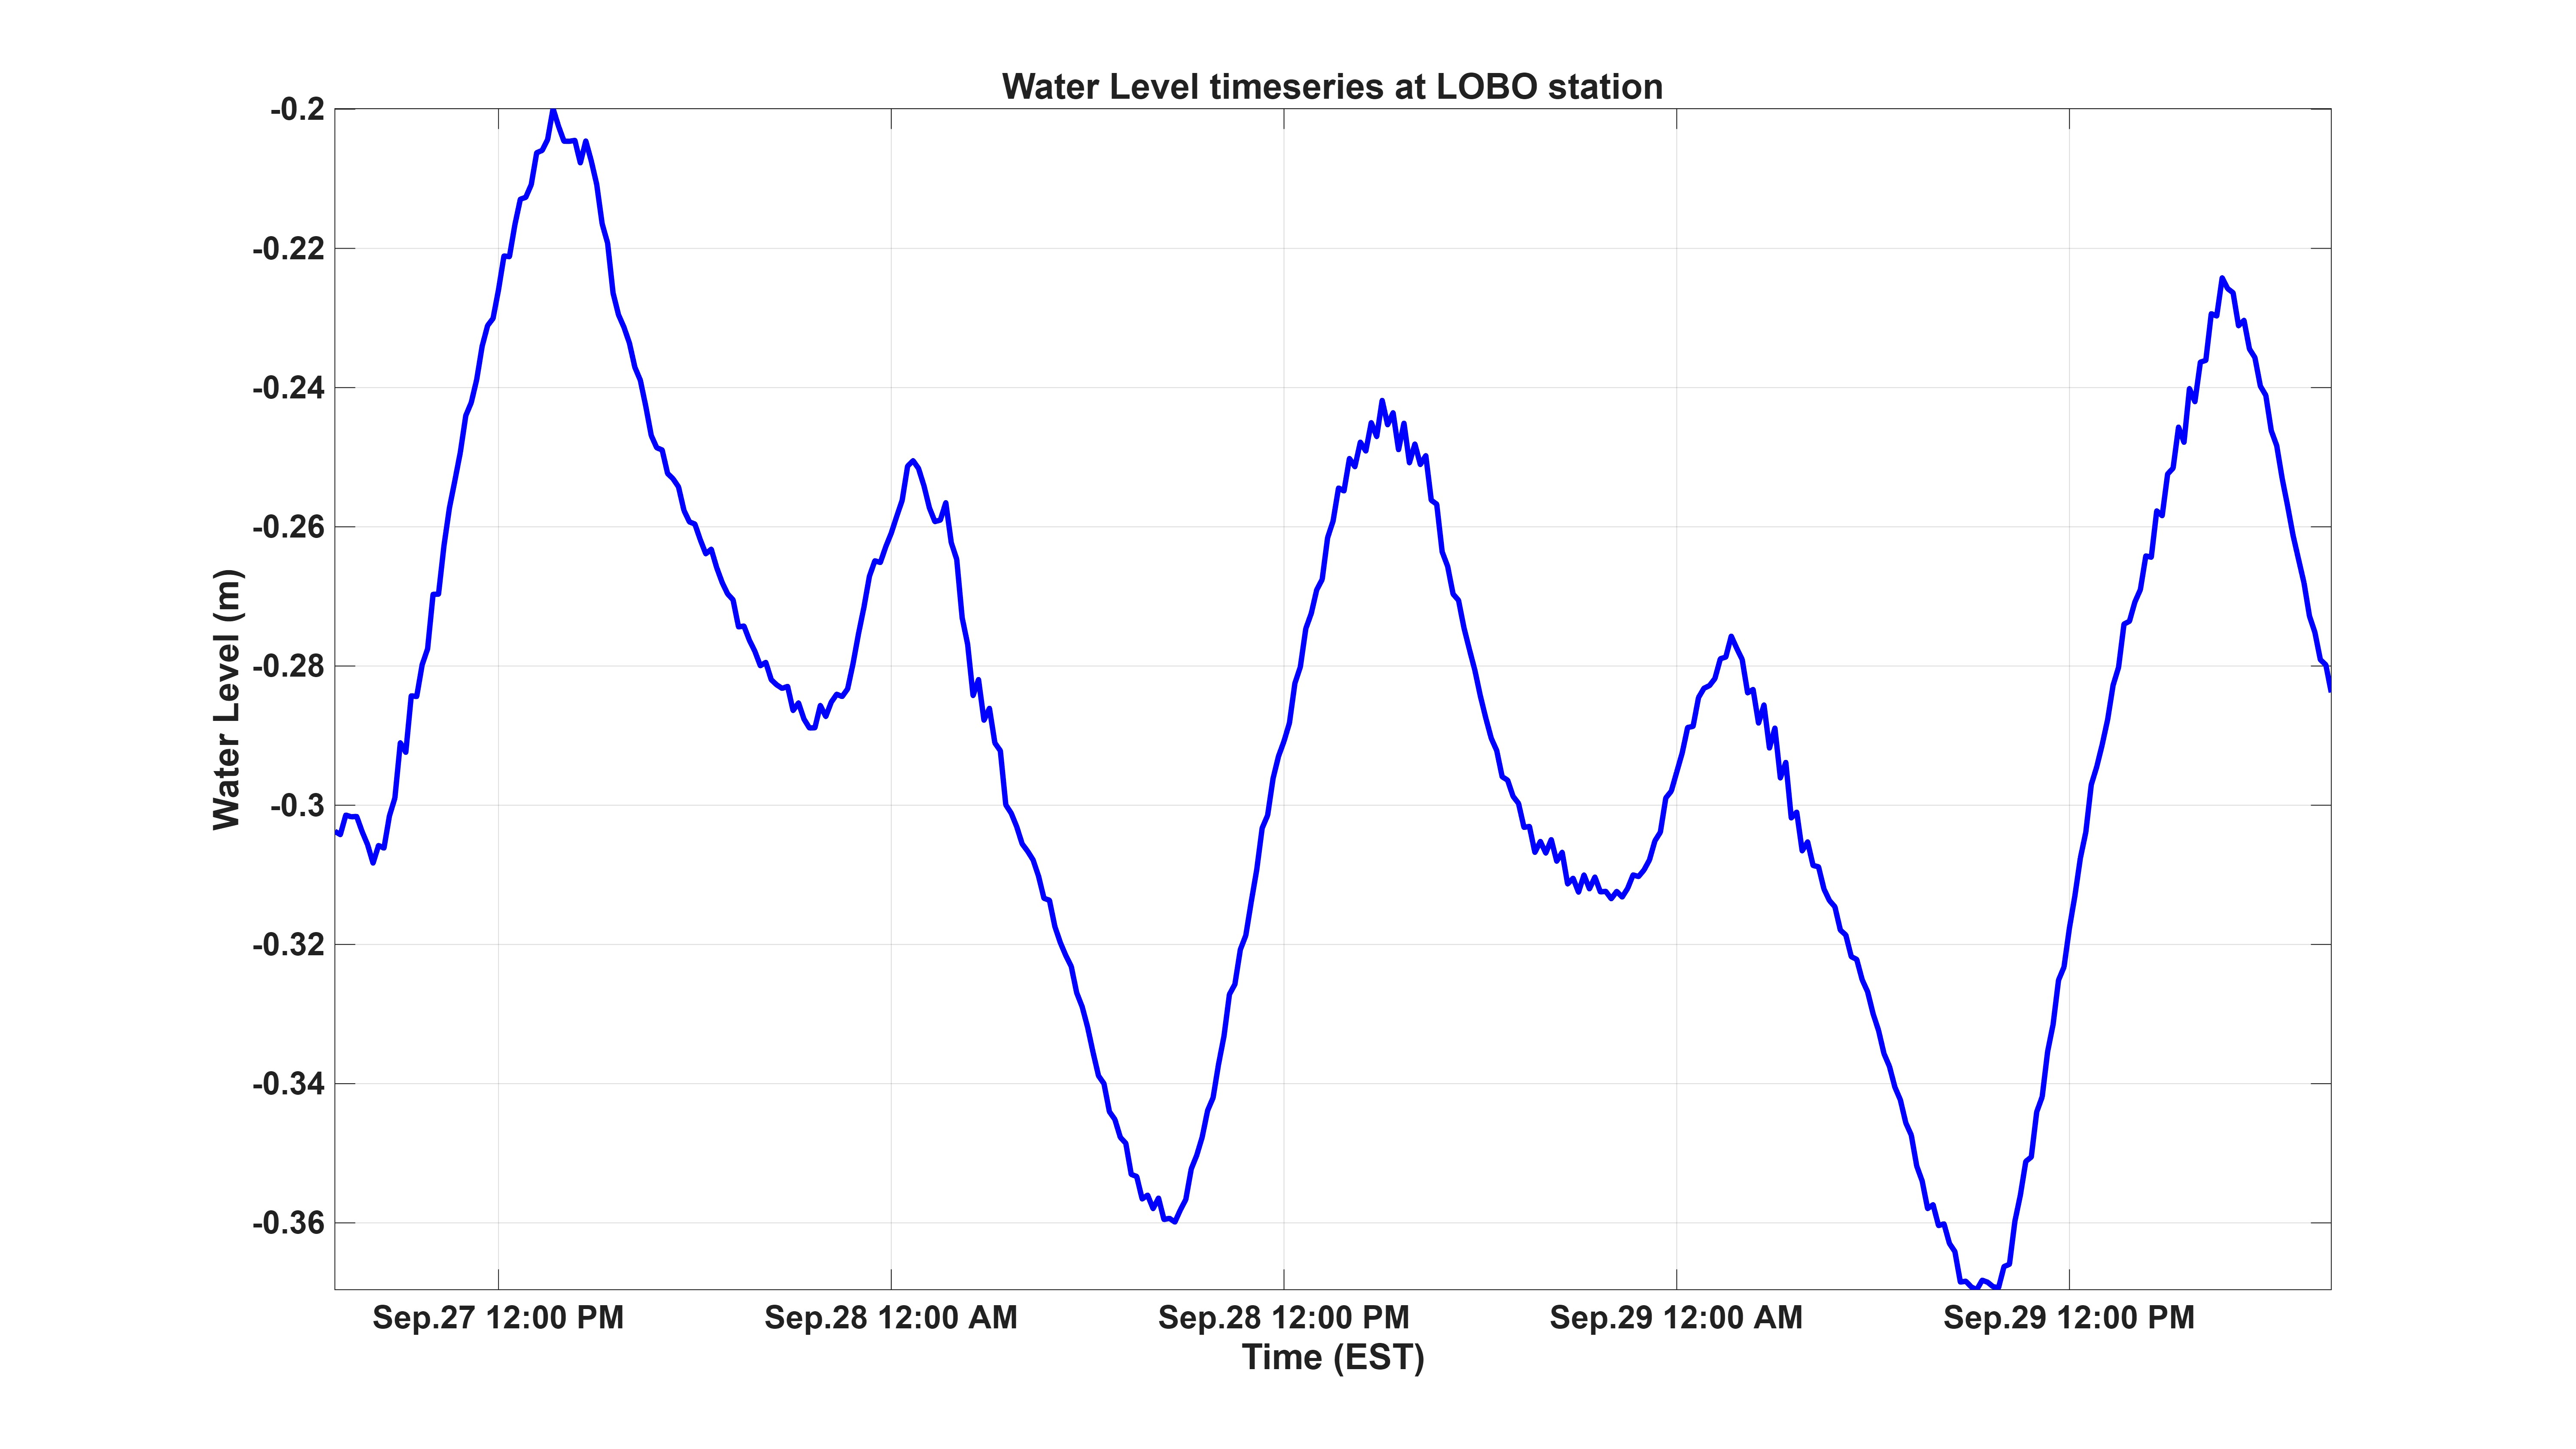 Water Level timeseries at LOBO station
-0.2
-0.22
-0.24
-0.26
-0.28
-0.3
-0.32
-0.34
-0.36
Water Level (m)
Sep.27 12:00 PM
Sep.28 12:00 AM
Sep.28 12:00 PM
Sep.29 12:00 AM
Sep.29 12:00 PM
Time (EST)